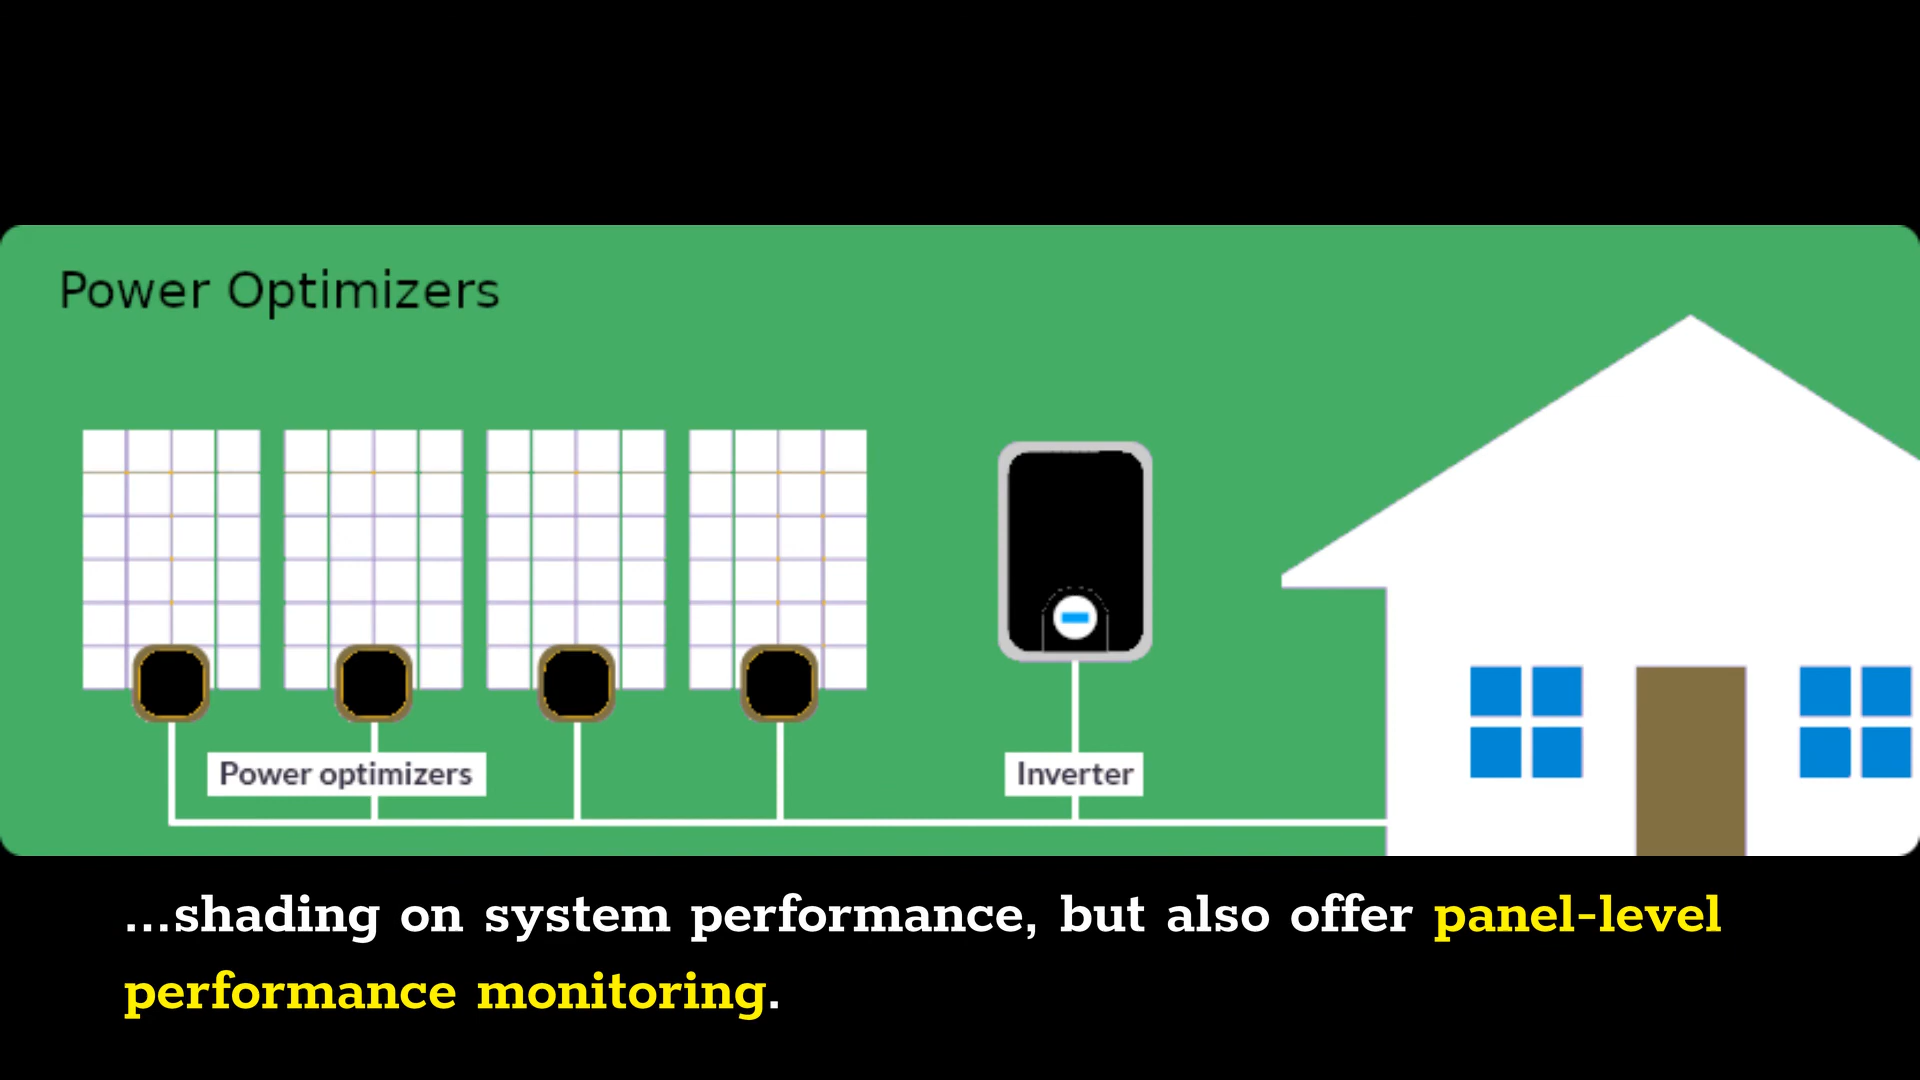 Power Optimizers
Power optimizers
Inverter
...shading on system performance, but also offer panel-level
performance monitoring.